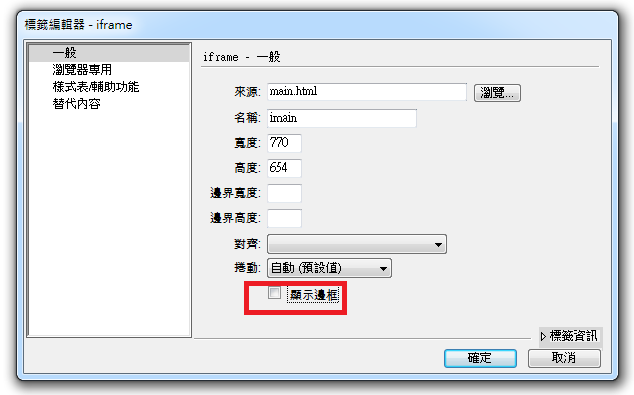 標籤編輯器 - iframe
一般
瀏覽器專用
樣式表/輔助功能
替代內容
iframe - 一般
來源: main.html 瀏覽...
名稱: imain
寬度: 770
高度: 654
邊界寬度:
邊界高度:
對齊:
捲動: 自動 (預設值)
顯示邊框
標籤資訊
確定 取消